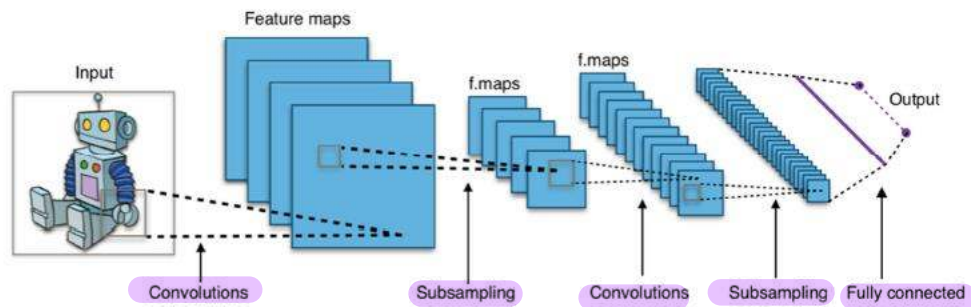 Feature maps
Input
f.maps
f.maps
Output
Convolutions
Subsampling
Convolutions
Subsampling
Fully connected